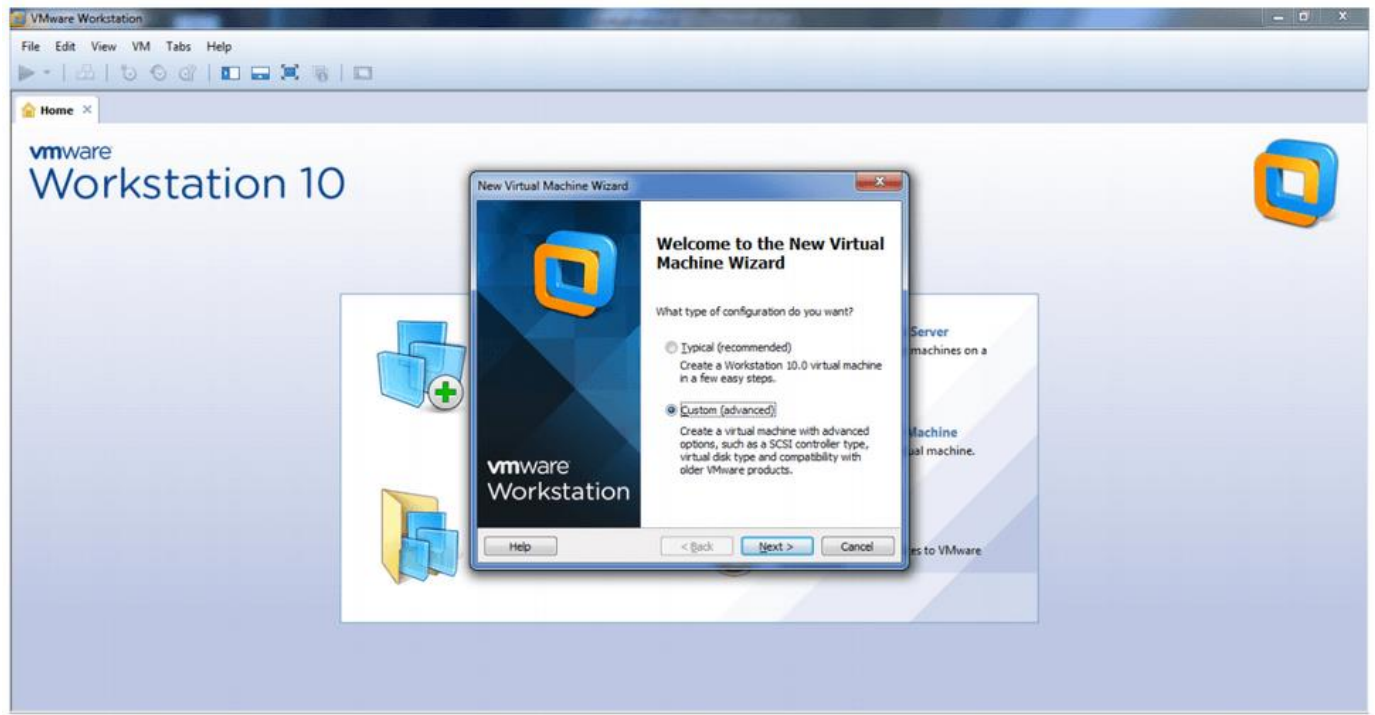 VMware Workstation
File Edit View VM Tabs Help
Home
vmware
Workstation 10
New Virtual Machine Wizard
vmware
Workstation
Welcome to the New Virtual
Machine Wizard
What type of configuration do you want?
Typical (recommended)
Create a Workstation 10.0 virtual machine
in a few easy steps.
Custom (advanced)
Create a virtual machine with advanced
options, such as a SCSI controller type,
virtual disk type and compatibility with
older VMware products.
Help < Back Next > Cancel
Server
machines on a
Machine
machine.
to VMware